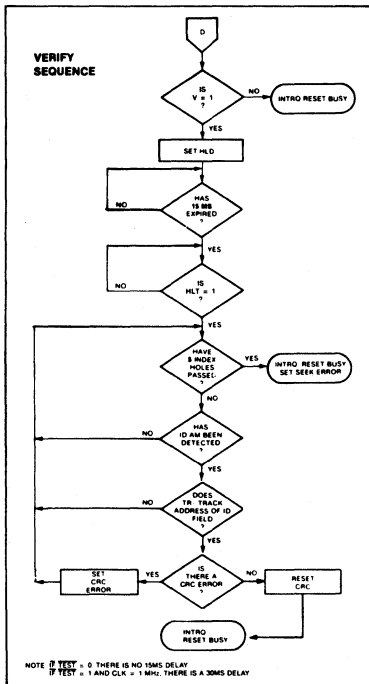 D
VERIFY
SEQUENCE
IS
V = 1
?
NO
INTRO RESET BUSY
YES
SET HLD
HAS
15 MS
EXPIRED
?
NO
YES
IS
HLT = 1
?
NO
YES
HAVE
5 INDEX
HOLES
PASSED
?
YES
INTRO RESET BUSY
SET SEEK ERROR
NO
HAS
ID AM BEEN
DETECTED
?
NO
YES
DOES
TR TRACK
ADDRESS OF ID
FIELD
?
NO
YES
IS
THERE A
CRC ERROR
?
YES
SET
CRC
ERROR
NO
RESET
CRC
INTRO
RESET BUSY
NOTE IF TEST = 0 THERE IS NO 15MS DELAY
IF TEST = 1 AND CLK = 1 MHz. THERE IS A 30MS DELAY